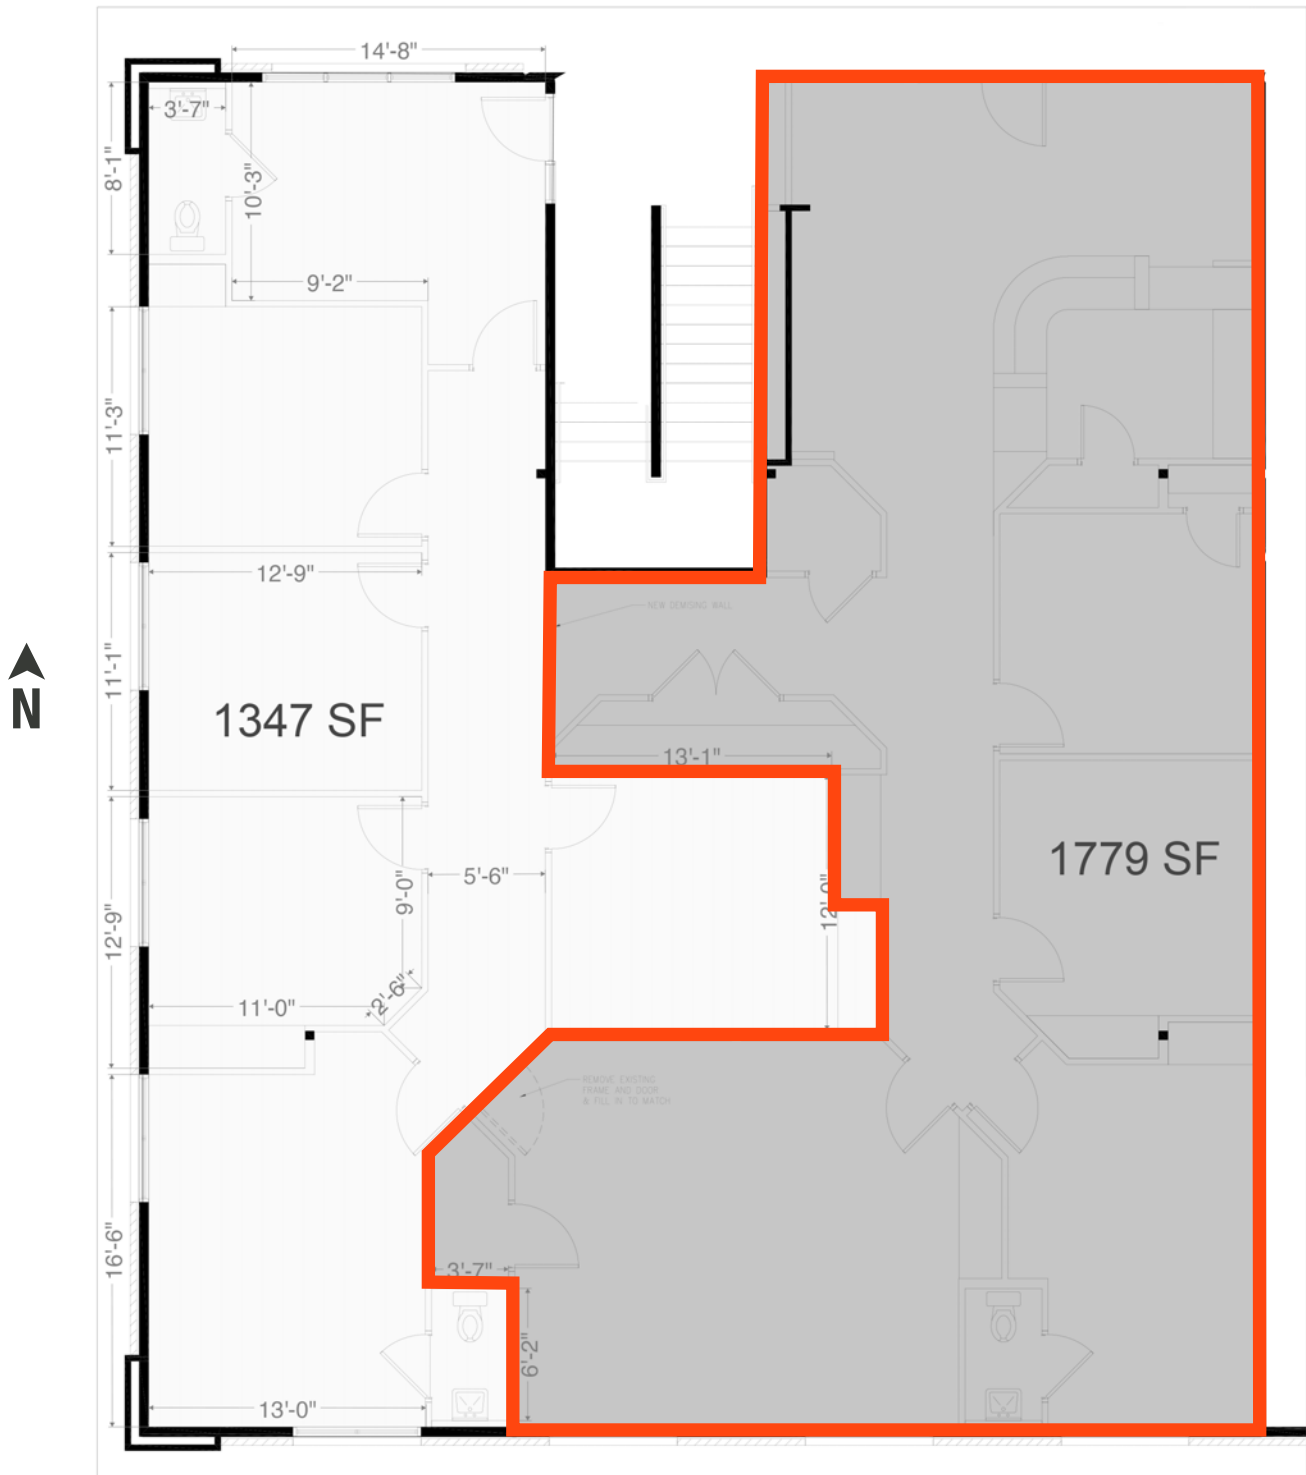 14'-8"
3'-7"
8'-1"
10'-3"
9'-2"
11'-3"
12'-9"
NEW DEMISING WALL
11'-1"
N
1347 SF
13'-1"
5'-6"
9'-0"
12'-9"
12'-0"
1779 SF
11'-0"
2'-6"
REMOVE EXISTING
FRAME AND DOOR
& FILL IN TO MATCH
16'-6"
3'-7"
6'-2"
13'-0"